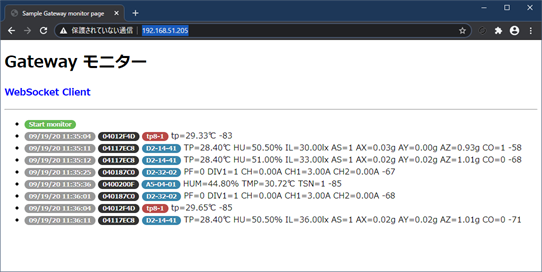 Sample Gateway monitor page
保護されていない通信
192.168.51.205
Gateway モニター
WebSocket Client
Start monitor
09/19/20 11:35:04 04012F4D tp8-1 tp=29.33℃ -83
09/19/20 11:35:11 04117EC8 D2-14-41 TP=28.40℃ HU=50.50% IL=30.00lx AS=1 AX=0.03g AY=0.00g AZ=0.93g CO=1 -58
09/19/20 11:35:12 04117EC8 D2-14-41 TP=28.40℃ HU=51.00% IL=33.00lx AS=1 AX=0.02g AY=0.02g AZ=1.01g CO=0 -68
09/19/20 11:35:25 040187C0 D2-32-02 PF=0 DIV1=1 CH=0.00A CH1=3.00A CH2=0.00A -67
09/19/20 11:35:36 0400200F A5-04-01 HUM=44.80% TMP=30.72℃ TSN=1 -85
09/19/20 11:36:01 040187C0 D2-32-02 PF=0 DIV1=1 CH=0.00A CH1=3.00A CH2=0.00A -68
09/19/20 11:36:04 04012F4D tp8-1 tp=29.65℃ -85
09/19/20 11:36:11 04117EC8 D2-14-41 TP=28.40℃ HU=50.50% IL=36.00lx AS=1 AX=0.02g AY=0.02g AZ=1.01g CO=0 -71